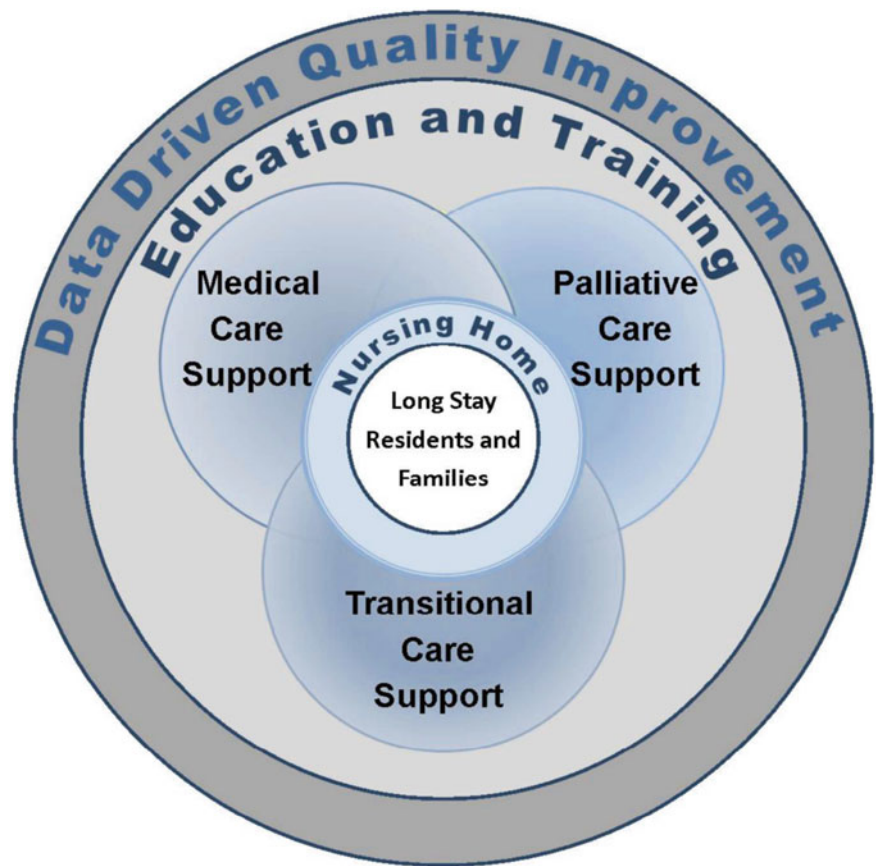 Data Driven Quality Improvement
Education and Training
Medical
Care
Support
Palliative
Care
Support
Nursing Home
Long Stay
Residents and
Families
Transitional
Care
Support